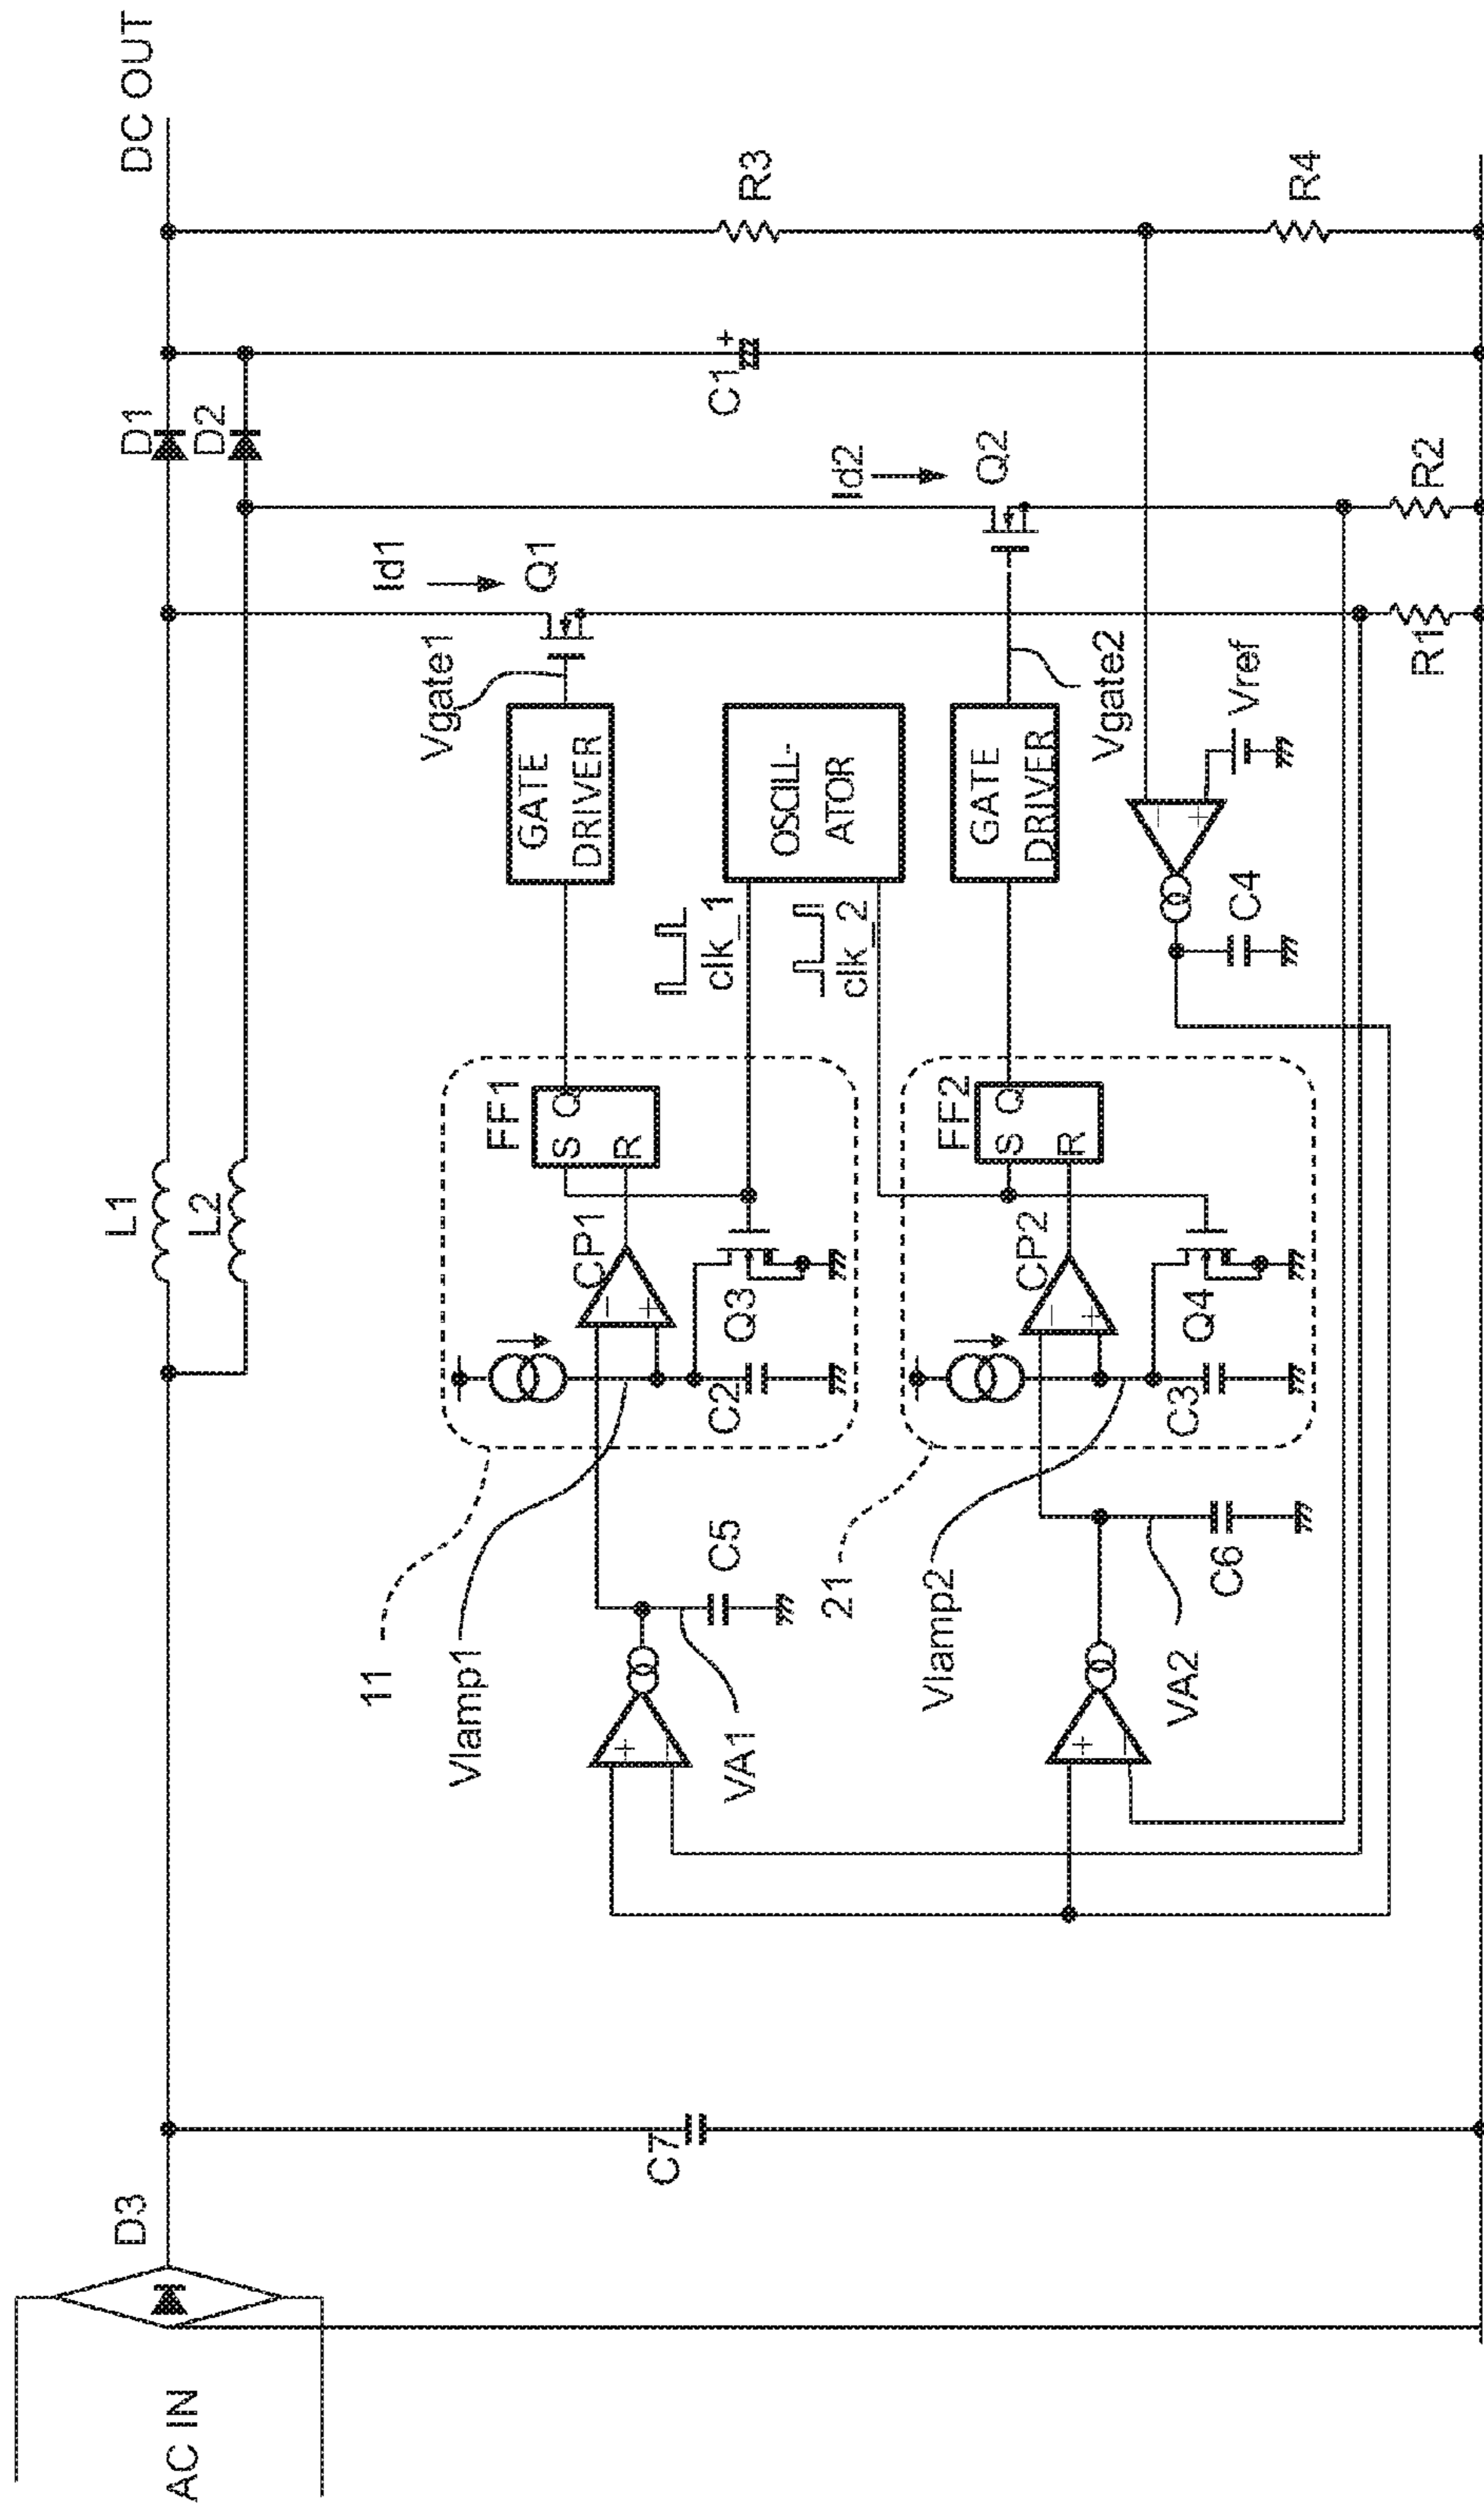 AC IN
D3
C7
L1
L2
D1
D2
DC OUT
11
Vlamp1
VA1
C5
CP1
−
+
C2
Q3
FF1
S Q
R
GATE
DRIVER
Vgate1
Id1
Q1
clk_1
OSCILL-
ATOR
clk_2
21
Vlamp2
VA2
C6
CP2
−
+
C3
Q4
FF2
S Q
R
GATE
DRIVER
Vgate2
Id2
Q2
C1
+
R3
R4
C4
−
+
Vref
R1
R2
+
−
+
−